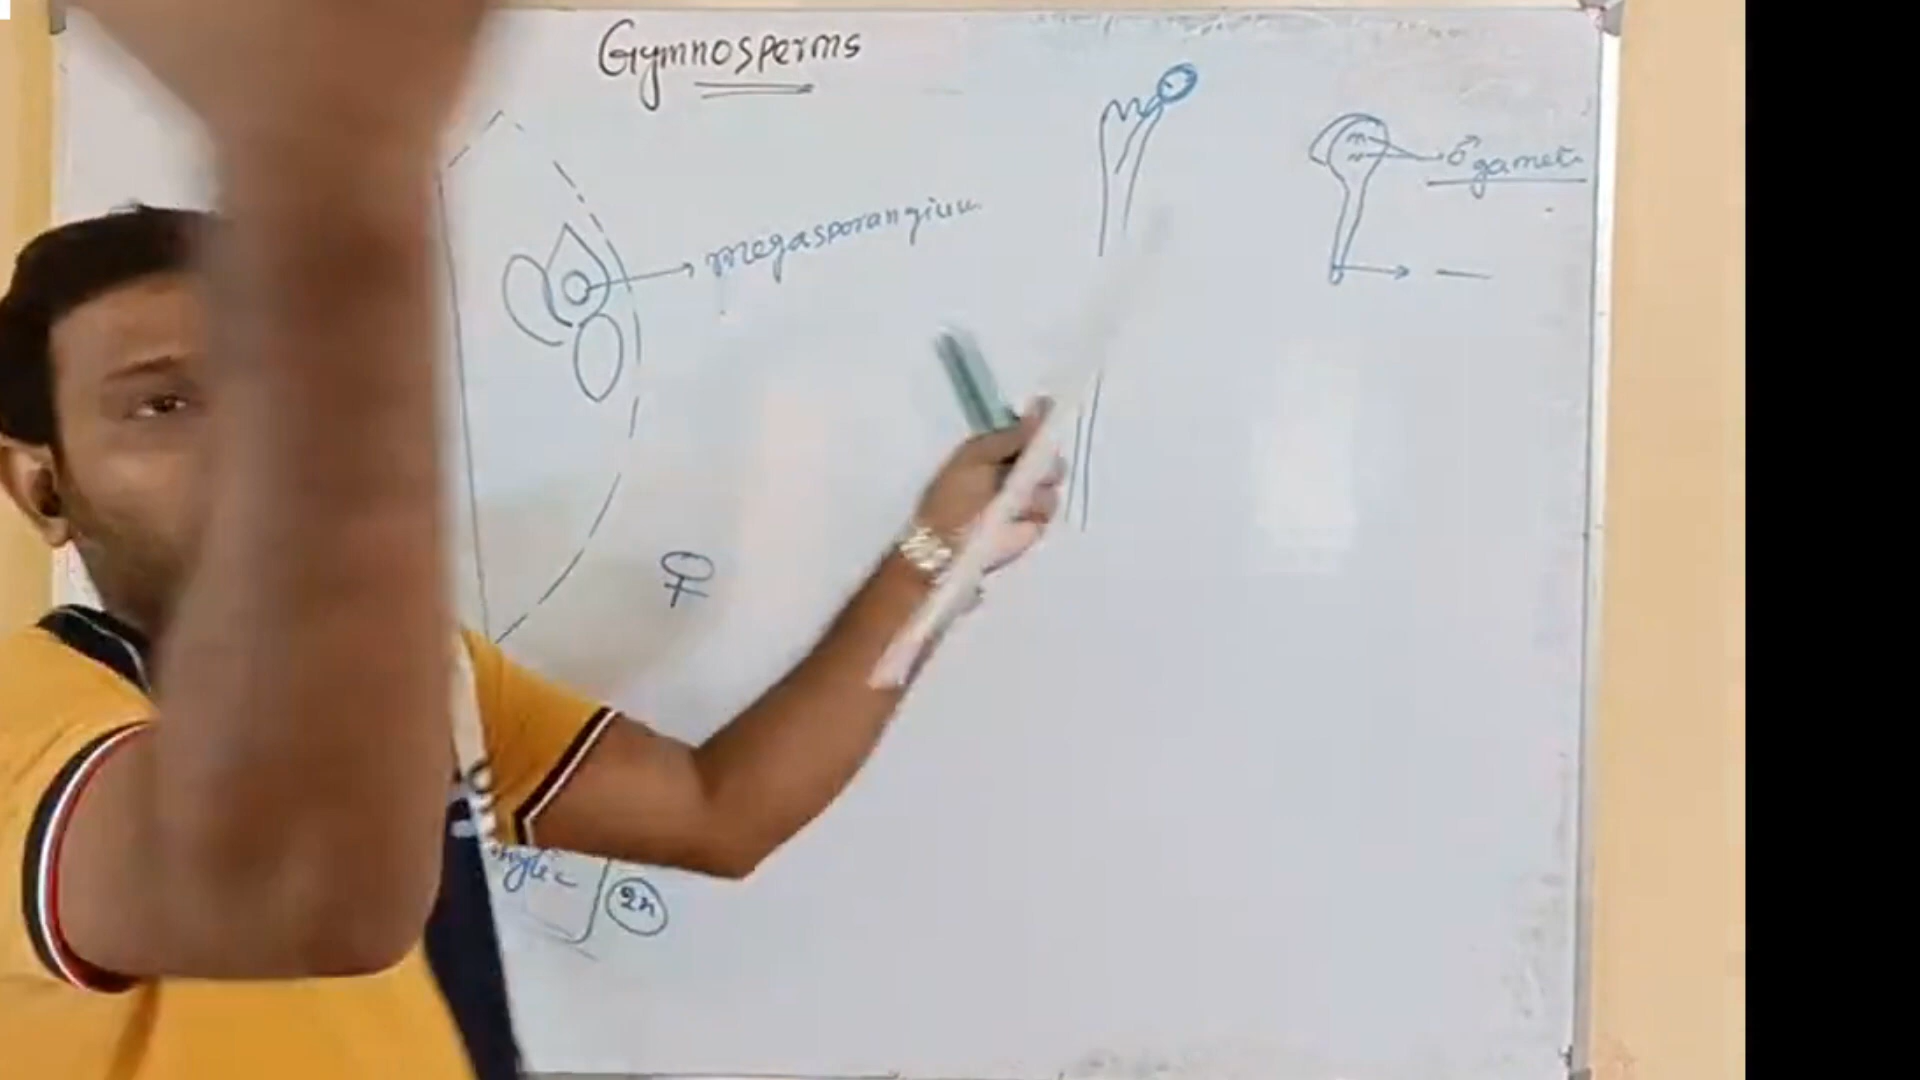 Gymnosperms
♂ gamete
megasporangium
♀
2n